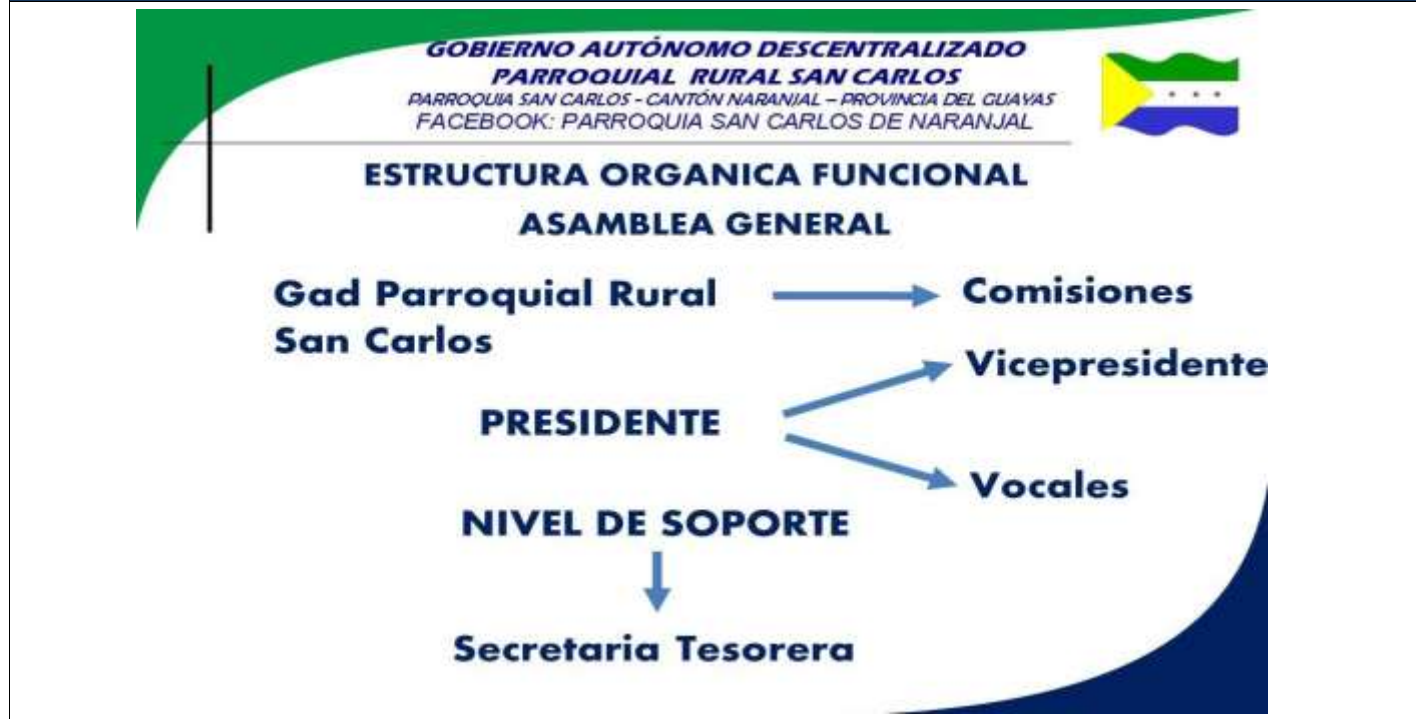 GOBIERNO AUTÓNOMO DESCENTRALIZADO
PARROQUIAL RURAL SAN CARLOS
PARROQUIA SAN CARLOS - CANTÓN NARANJAL – PROVINCIA DEL GUAYAS
FACEBOOK: PARROQUIA SAN CARLOS DE NARANJAL
ESTRUCTURA ORGANICA FUNCIONAL
ASAMBLEA GENERAL
Gad Parroquial Rural
San Carlos
Comisiones
Vicepresidente
PRESIDENTE
Vocales
NIVEL DE SOPORTE
Secretaria Tesorera